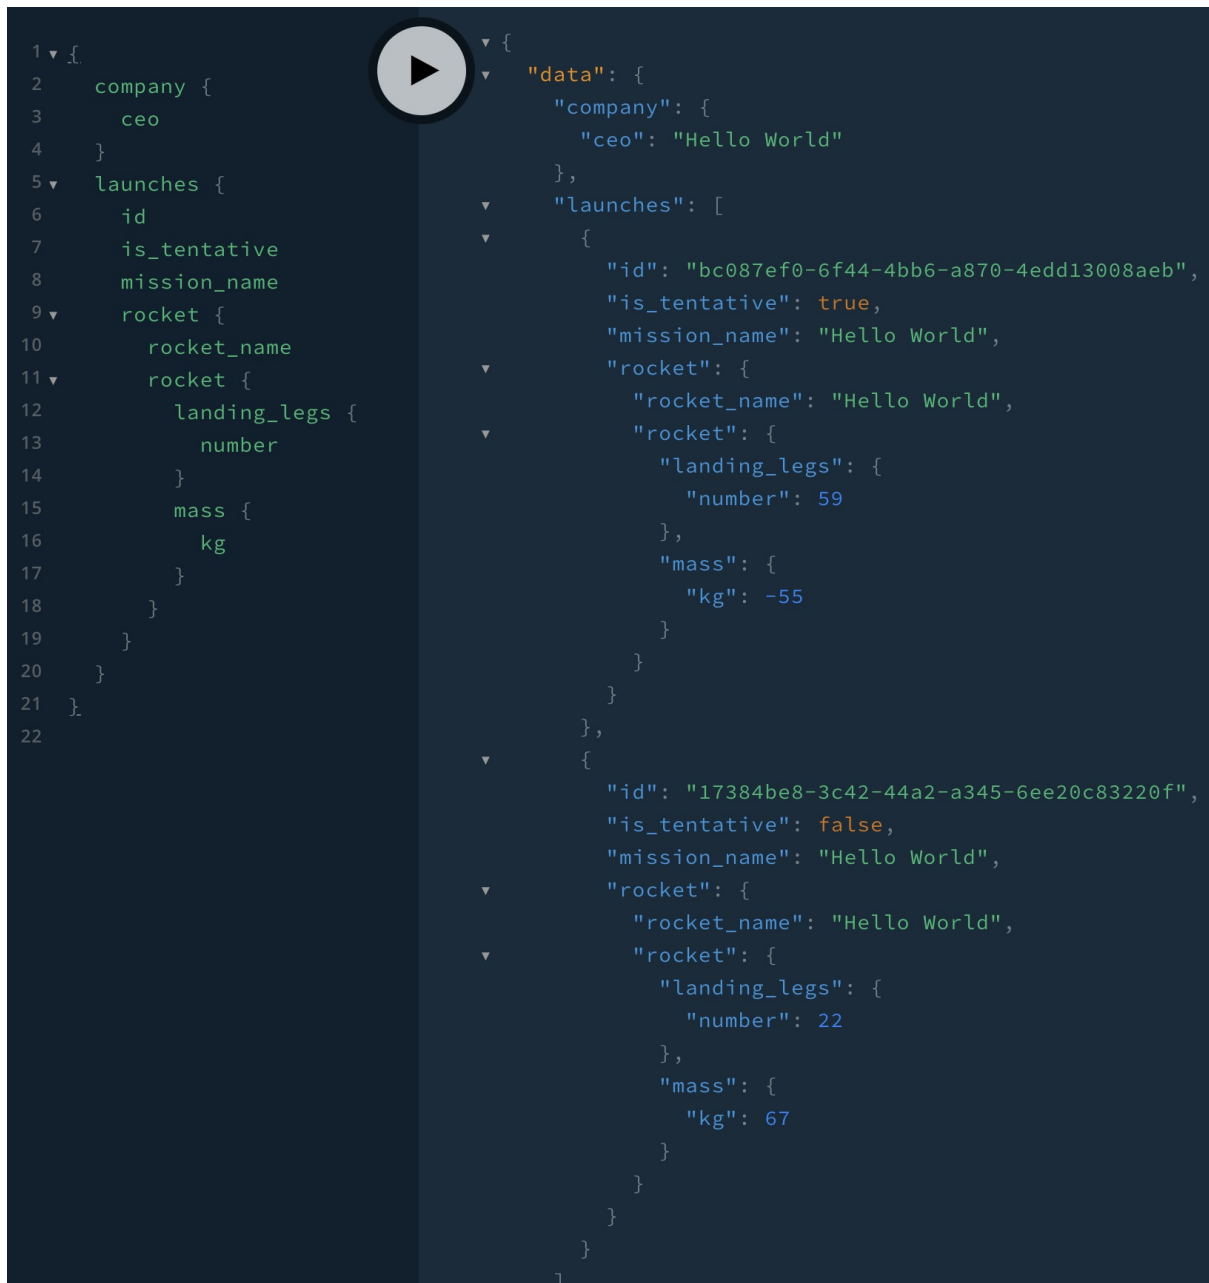 1 {
2   company {
3     ceo
4   }
5   launches {
6     id
7     is_tentative
8     mission_name
9     rocket {
10       rocket_name
11       rocket {
12         landing_legs {
13           number
14         }
15         mass {
16           kg
17         }
18       }
19     }
20   }
21 }
22
{
  "data": {
    "company": {
      "ceo": "Hello World"
    },
    "launches": [
      {
        "id": "bc087ef0-6f44-4bb6-a870-4edd13008aeb",
        "is_tentative": true,
        "mission_name": "Hello World",
        "rocket": {
          "rocket_name": "Hello World",
          "rocket": {
            "landing_legs": {
              "number": 59
            },
            "mass": {
              "kg": -55
            }
          }
        }
      },
      {
        "id": "17384be8-3c42-44a2-a345-6ee20c83220f",
        "is_tentative": false,
        "mission_name": "Hello World",
        "rocket": {
          "rocket_name": "Hello World",
          "rocket": {
            "landing_legs": {
              "number": 22
            },
            "mass": {
              "kg": 67
            }
          }
        }
      }
    ]